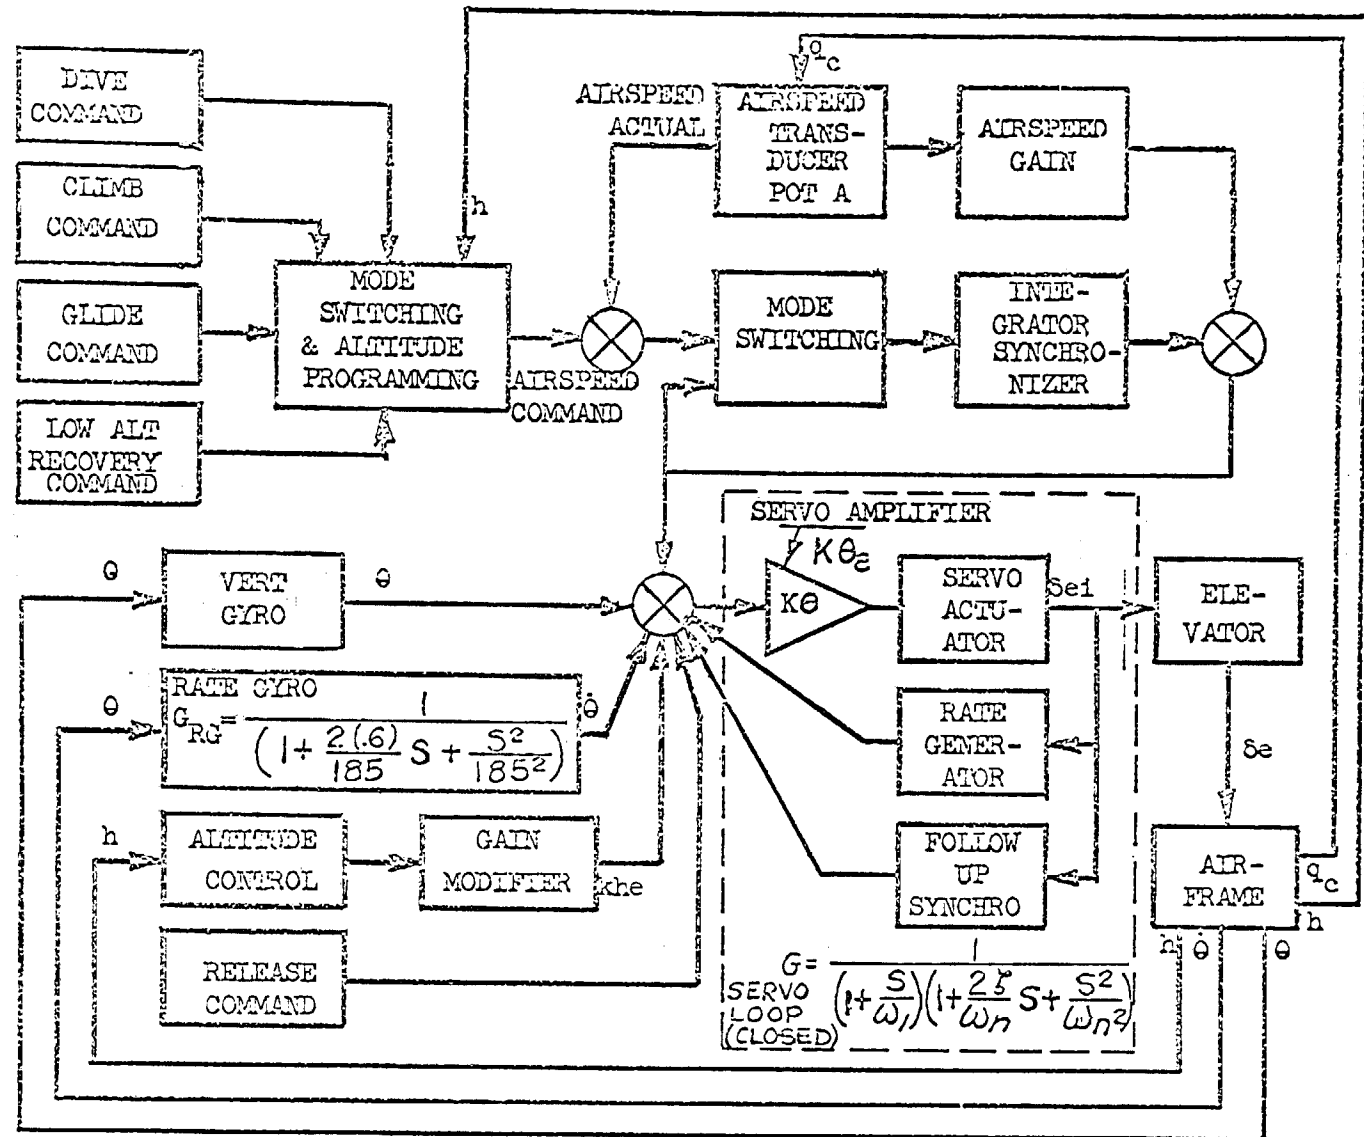 DIVE
COMMAND
CLIMB
COMMAND
GLIDE
COMMAND
LOW ALT
RECOVERY
COMMAND
h
MODE
SWITCHING
& ALTITUDE
PROGRAMMING
AIRSPEED
COMMAND
AIRSPEED
ACTUAL
q_c
AIRSPEED
TRANS-
DUCER
POT A
AIRSPEED
GAIN
MODE
SWITCHING
INTE-
GRATOR
SYNCHRO-
NIZER
θ
VERT
GYRO
θ
θ
RATE GYRO
G_RG = 1 / (1 + 2(.6)/185 S + S²/185²)
θ̇
h
ALTITUDE
CONTROL
GAIN
MODIFIER
khe
RELEASE
COMMAND
SERVO AMPLIFIER
Kθε
Kθ
SERVO
ACTU-
ATOR
δei
ELE-
VATOR
RATE
GENER-
ATOR
δe
FOLLOW
UP
SYNCHRO
AIR-
FRAME
q_c
h
h θ̇ θ
G = 1 / (1 + S/ω₁)(1 + 2ζ/ωn S + S²/ωn²)
SERVO
LOOP
(CLOSED)